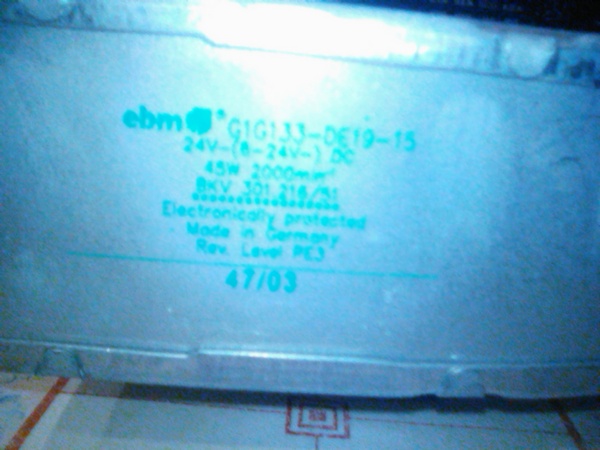 ebm® G1G133-DE19-15
24V-(8-24V-) DC
45W 2000min⁻¹
BKV 301 216/51
Electronically protected
Made in Germany
Rev. Level PE3
47/03